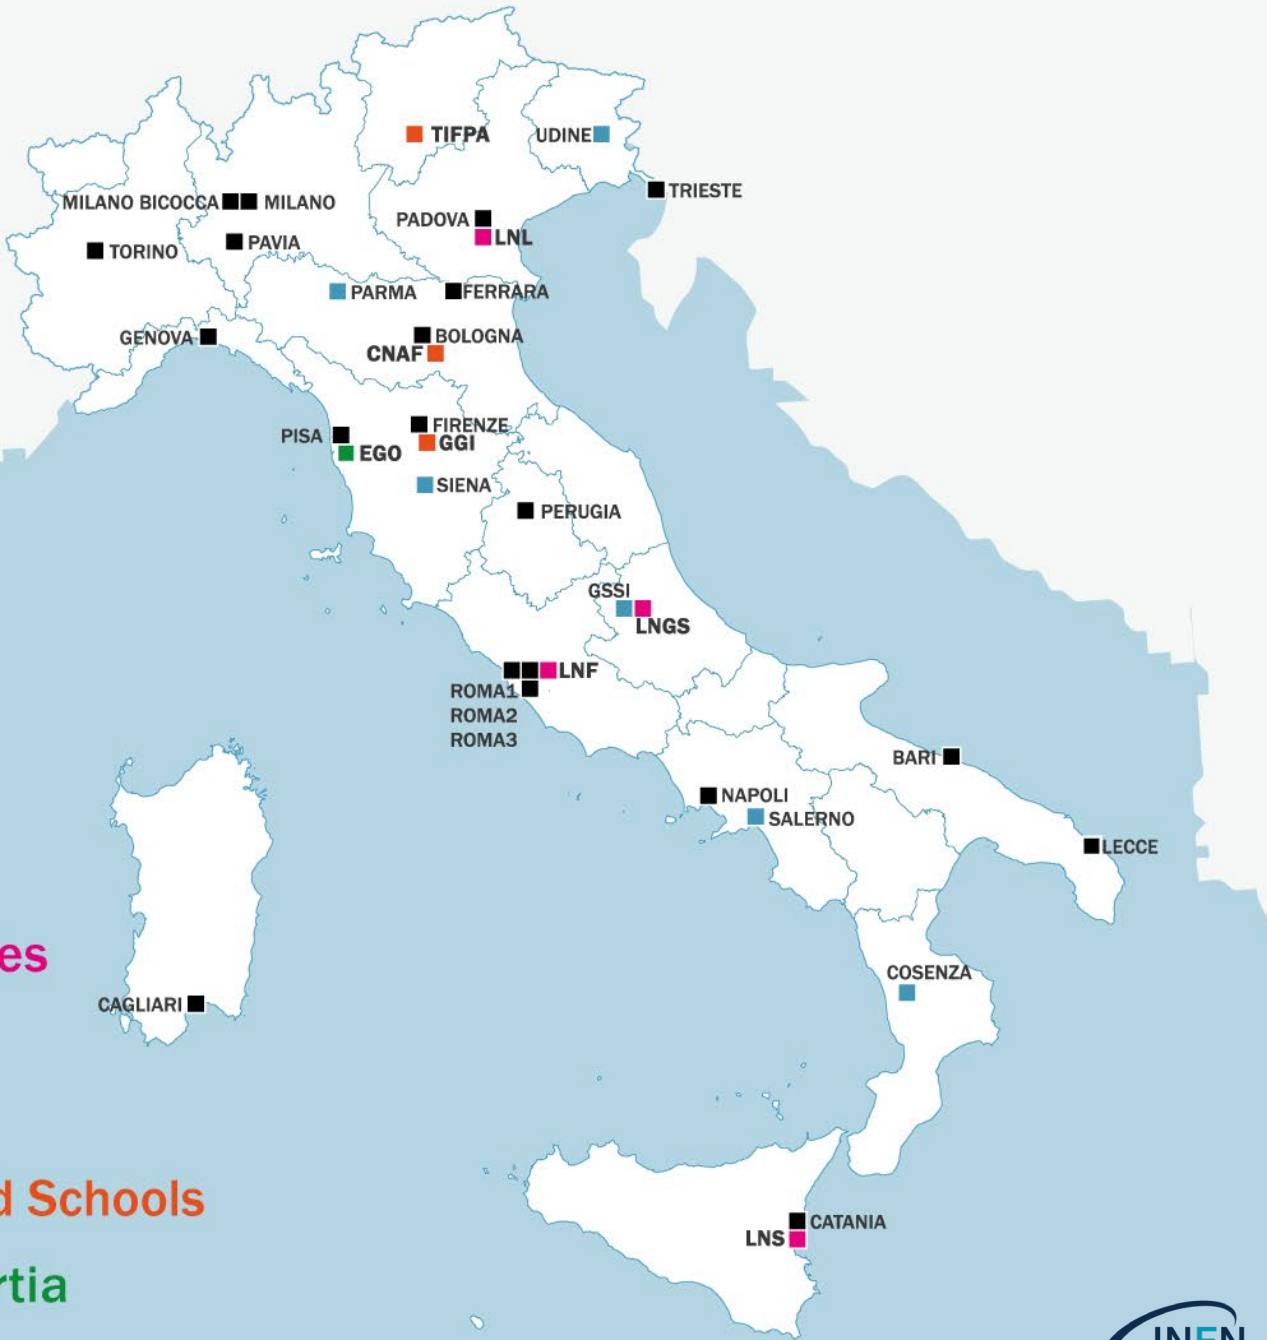 TIFPA
UDINE
TRIESTE
MILANO BICOCCA
MILANO
PADOVA
LNL
TORINO
PAVIA
PARMA
FERRARA
GENOVA
BOLOGNA
CNAF
FIRENZE
PISA
GGI
EGO
SIENA
PERUGIA
GSSI
LNGS
LNF
ROMA1
ROMA2
ROMA3
BARI
NAPOLI
SALERNO
LECCE
es
COSENZA
CAGLIARI
d Schools
CATANIA
LNS
rtia
INFN